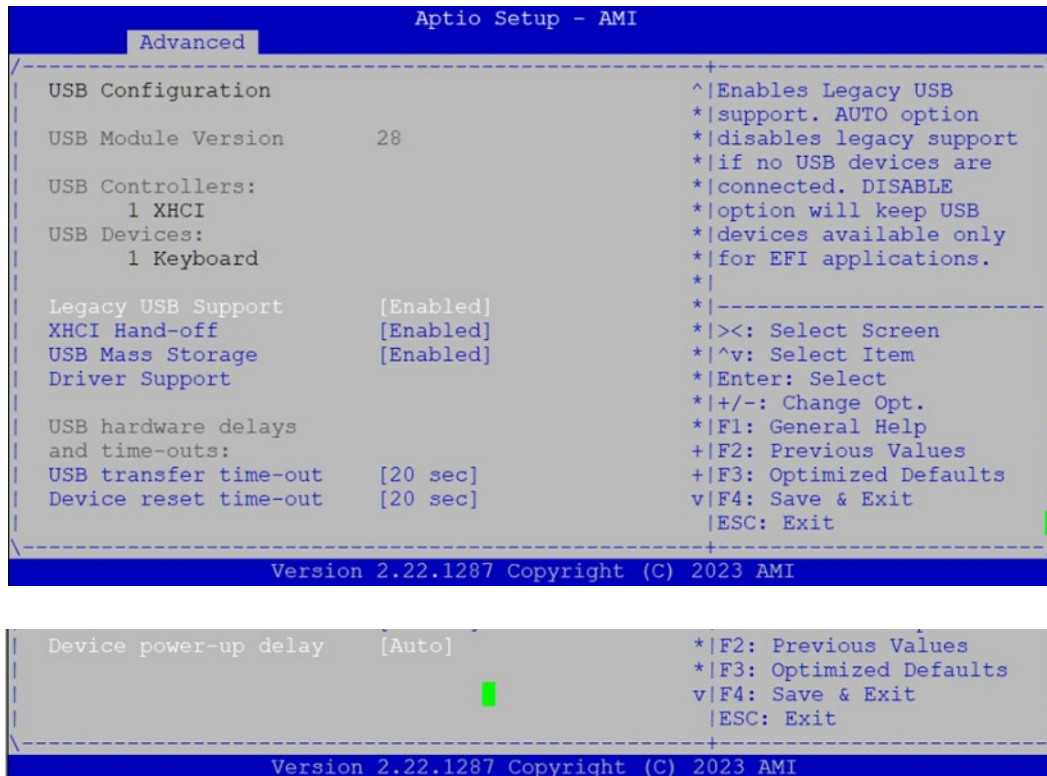 Aptio Setup - AMI
Advanced
/----------------------------------------------------+-----------------------
| USB Configuration ^|Enables Legacy USB
| *|support. AUTO option
| USB Module Version 28 *|disables legacy support
| *|if no USB devices are
| USB Controllers: *|connected. DISABLE
| 1 XHCI *|option will keep USB
| USB Devices: *|devices available only
| 1 Keyboard *|for EFI applications.
| *|
| Legacy USB Support [Enabled] *|-----------------------
| XHCI Hand-off [Enabled] *|><: Select Screen
| USB Mass Storage [Enabled] *|^v: Select Item
| Driver Support *|Enter: Select
| *|+/-: Change Opt.
| USB hardware delays *|F1: General Help
| and time-outs: +|F2: Previous Values
| USB transfer time-out [20 sec] +|F3: Optimized Defaults
| Device reset time-out [20 sec] v|F4: Save & Exit
| |ESC: Exit
\----------------------------------------------------+-----------------------
Version 2.22.1287 Copyright (C) 2023 AMI
| Device power-up delay [Auto] *|F2: Previous Values
| *|F3: Optimized Defaults
| v|F4: Save & Exit
| |ESC: Exit
\----------------------------------------------------+-----------------------
Version 2.22.1287 Copyright (C) 2023 AMI